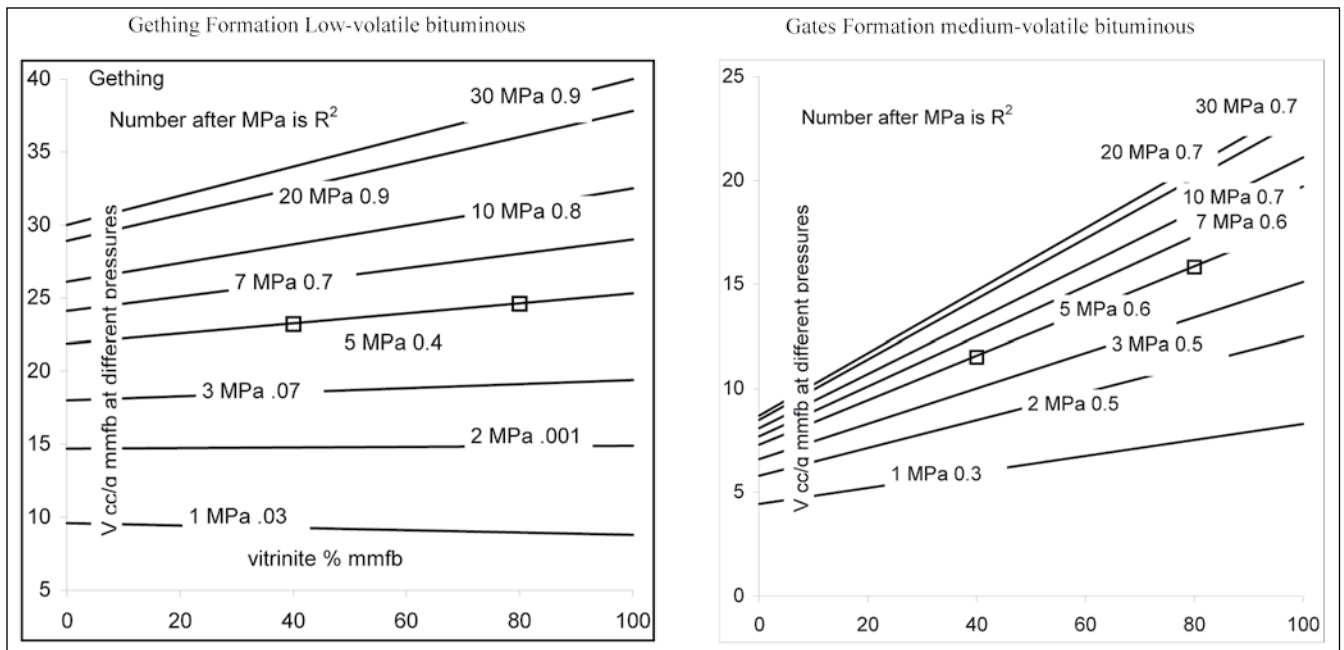 Gething Formation Low-volatile bituminous
Gates Formation medium-volatile bituminous
40
Gething
30 MPa 0.9
Number after MPa is R²
35
20 MPa 0.9
30
10 MPa 0.8
7 MPa 0.7
25
5 MPa 0.4
20
3 MPa .07
2 MPa .001
15
10
1 MPa .03
vitrinite % mmfb
5
V cc/g mmfb at different pressures
0 20 40 60 80 100
25
Number after MPa is R²
30 MPa 0.7
20 MPa 0.7
20
10 MPa 0.7
7 MPa 0.6
15
5 MPa 0.6
3 MPa 0.5
10
2 MPa 0.5
1 MPa 0.3
5
0
V cc/g mmfb at different pressures
0 20 40 60 80 100